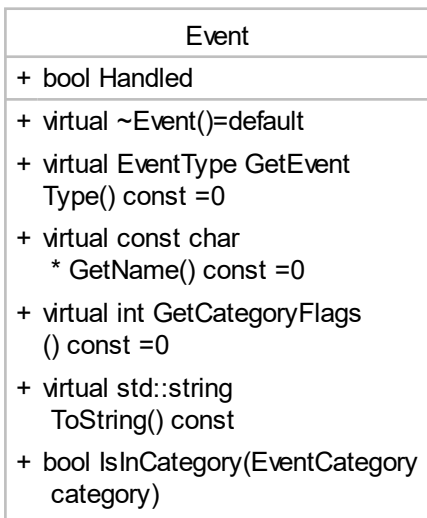 Event
+ bool Handled
+ virtual ~Event()=default
+ virtual EventType GetEvent
Type() const =0
+ virtual const char
* GetName() const =0
+ virtual int GetCategoryFlags
() const =0
+ virtual std::string
ToString() const
+ bool IsInCategory(EventCategory
category)